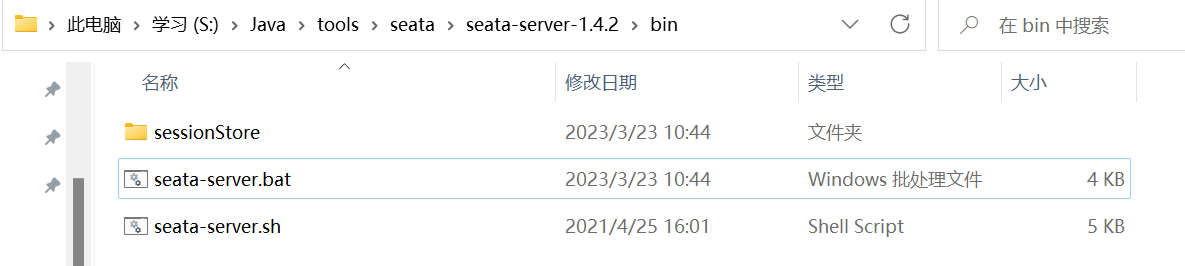 此电脑 > 学习 (S:) > Java > tools > seata > seata-server-1.4.2 > bin
在 bin 中搜索
名称 修改日期 类型 大小
sessionStore 2023/3/23 10:44 文件夹
seata-server.bat 2023/3/23 10:44 Windows 批处理文件 4 KB
seata-server.sh 2021/4/25 16:01 Shell Script 5 KB